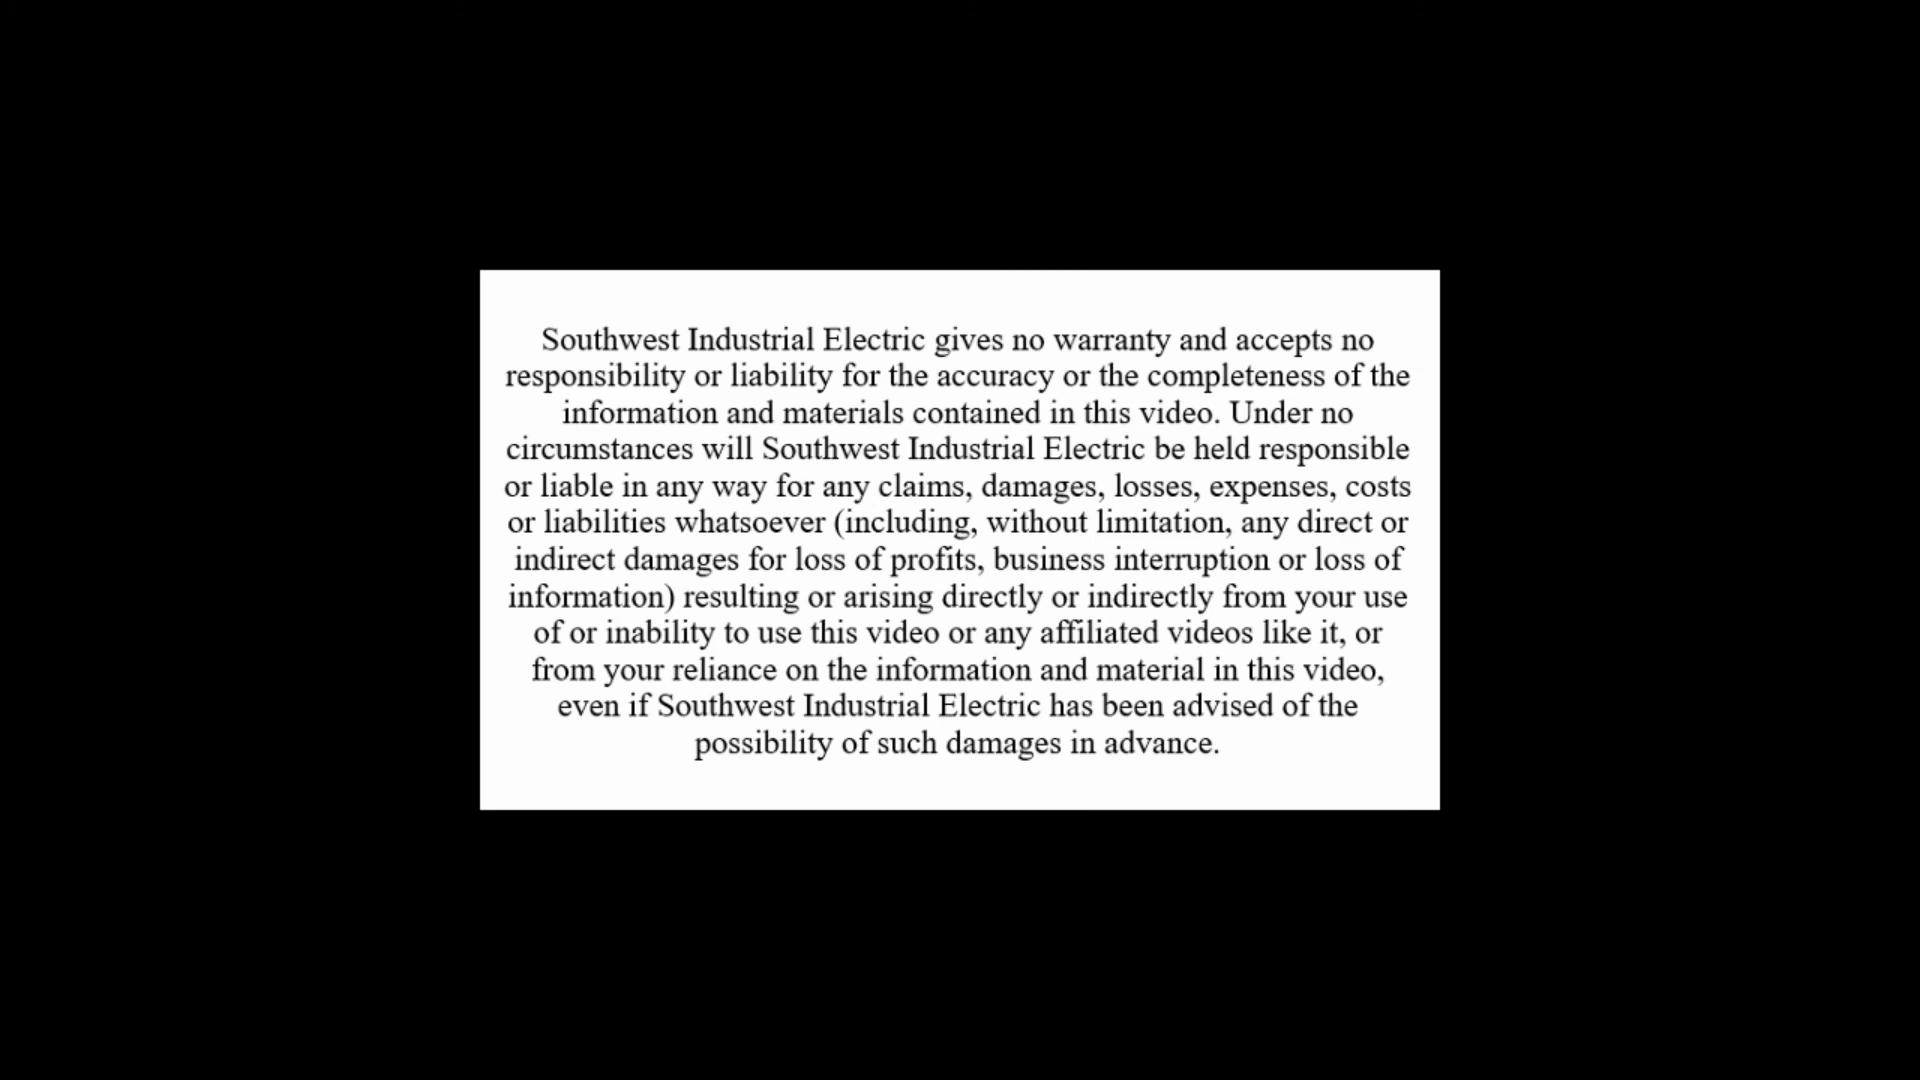 Southwest Industrial Electric gives no warranty and accepts no
responsibility or liability for the accuracy or the completeness of the
information and materials contained in this video. Under no
circumstances will Southwest Industrial Electric be held responsible
or liable in any way for any claims, damages, losses, expenses, costs
or liabilities whatsoever (including, without limitation, any direct or
indirect damages for loss of profits, business interruption or loss of
information) resulting or arising directly or indirectly from your use
of or inability to use this video or any affiliated videos like it, or
from your reliance on the information and material in this video,
even if Southwest Industrial Electric has been advised of the
possibility of such damages in advance.